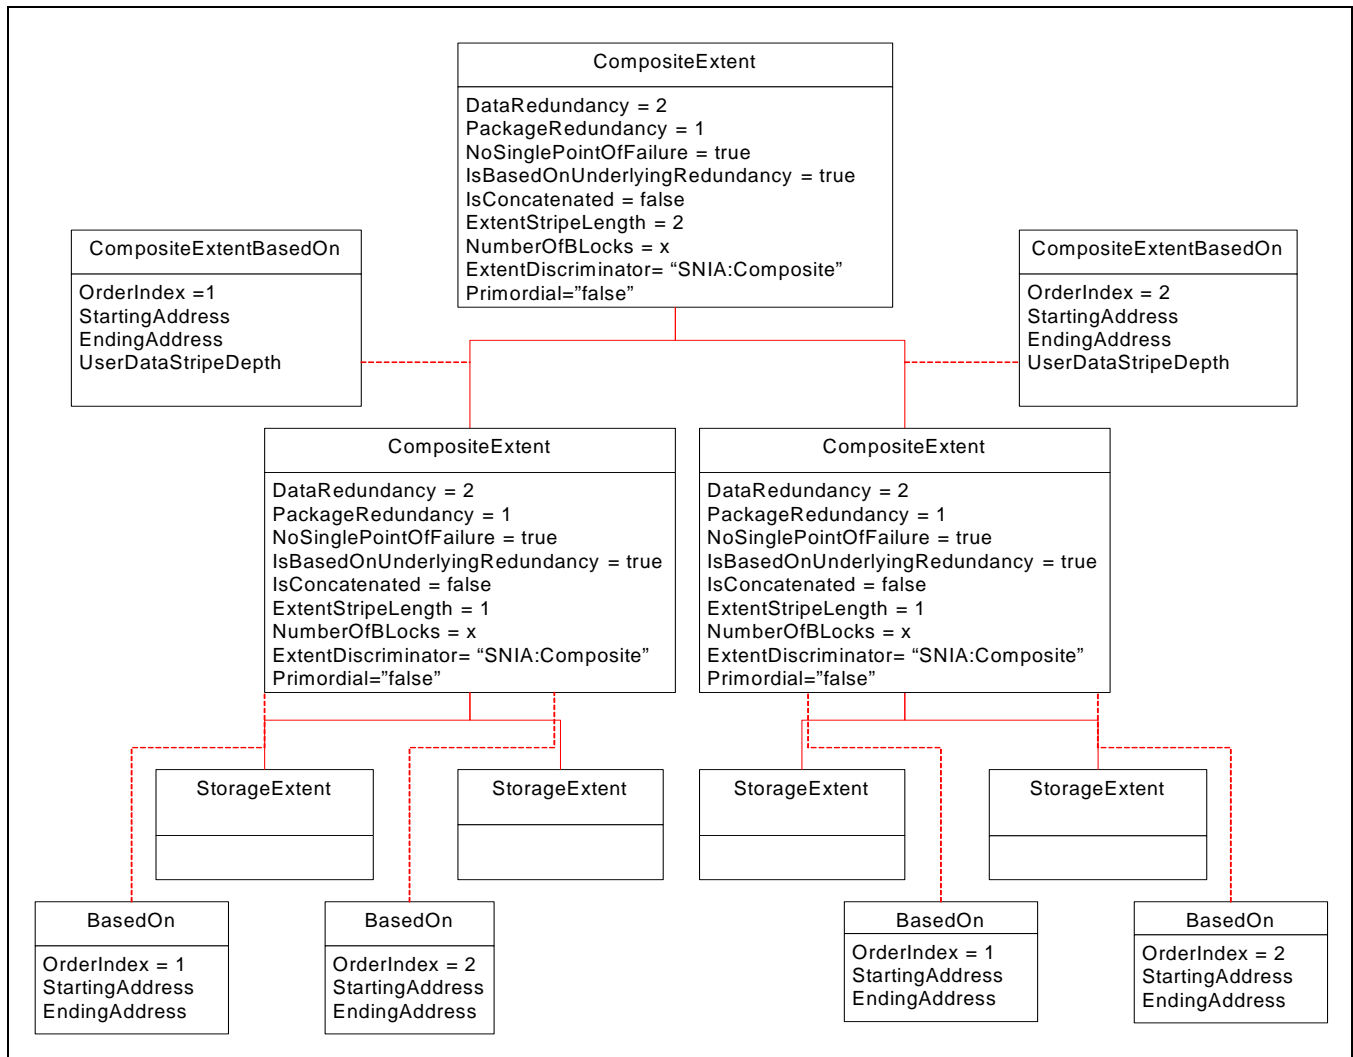 CompositeExtent
DataRedundancy = 2
PackageRedundancy = 1
NoSinglePointOfFailure = true
IsBasedOnUnderlyingRedundancy = true
IsConcatenated = false
ExtentStripeLength = 2
NumberOfBLocks = x
ExtentDiscriminator= “SNIA:Composite”
Primordial=”false”
CompositeExtentBasedOn
OrderIndex =1
StartingAddress
EndingAddress
UserDataStripeDepth
CompositeExtentBasedOn
OrderIndex = 2
StartingAddress
EndingAddress
UserDataStripeDepth
CompositeExtent
DataRedundancy = 2
PackageRedundancy = 1
NoSinglePointOfFailure = true
IsBasedOnUnderlyingRedundancy = true
IsConcatenated = false
ExtentStripeLength = 1
NumberOfBLocks = x
ExtentDiscriminator= “SNIA:Composite”
Primordial=”false”
CompositeExtent
DataRedundancy = 2
PackageRedundancy = 1
NoSinglePointOfFailure = true
IsBasedOnUnderlyingRedundancy = true
IsConcatenated = false
ExtentStripeLength = 1
NumberOfBLocks = x
ExtentDiscriminator= “SNIA:Composite”
Primordial=”false”
StorageExtent
StorageExtent
StorageExtent
StorageExtent
BasedOn
OrderIndex = 1
StartingAddress
EndingAddress
BasedOn
OrderIndex = 2
StartingAddress
EndingAddress
BasedOn
OrderIndex = 1
StartingAddress
EndingAddress
BasedOn
OrderIndex = 2
StartingAddress
EndingAddress